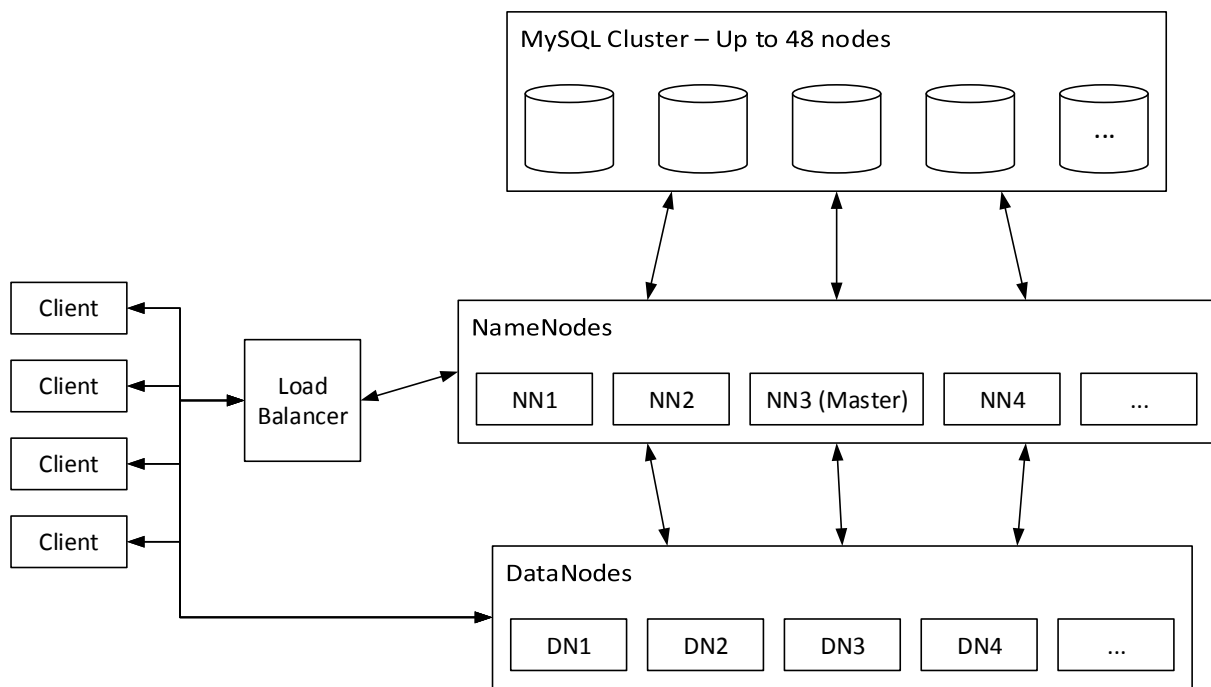 MySQL Cluster – Up to 48 nodes
...
Client
Client
Client
Client
Load
Balancer
NameNodes
NN1
NN2
NN3 (Master)
NN4
...
DataNodes
DN1
DN2
DN3
DN4
...